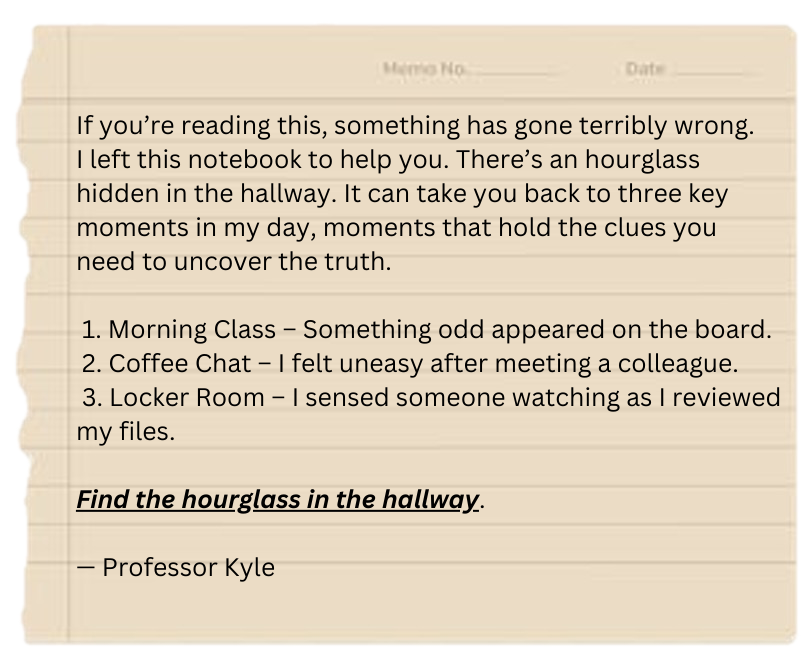 Memo No.
Date
If you’re reading this, something has gone terribly wrong.
I left this notebook to help you. There’s an hourglass
hidden in the hallway. It can take you back to three key
moments in my day, moments that hold the clues you
need to uncover the truth.
1. Morning Class – Something odd appeared on the board.
2. Coffee Chat – I felt uneasy after meeting a colleague.
3. Locker Room – I sensed someone watching as I reviewed
my files.
Find the hourglass in the hallway.
— Professor Kyle